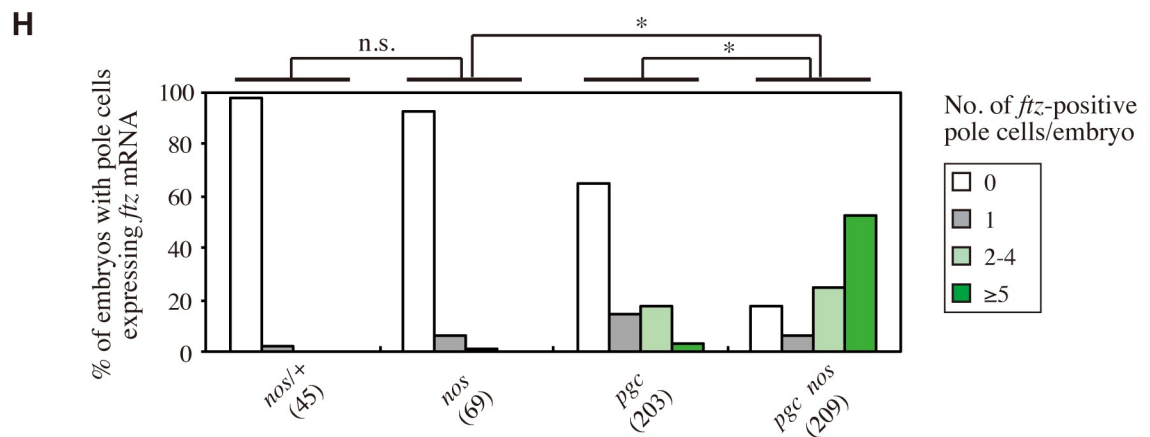 H
*
n.s.
*
% of embryos with pole cells
expressing ftz mRNA
100
80
60
40
20
0
nos/+
(45)
nos
(69)
pgc
(203)
pgc nos
(209)
No. of ftz-positive
pole cells/embryo
0
1
2-4
≥5